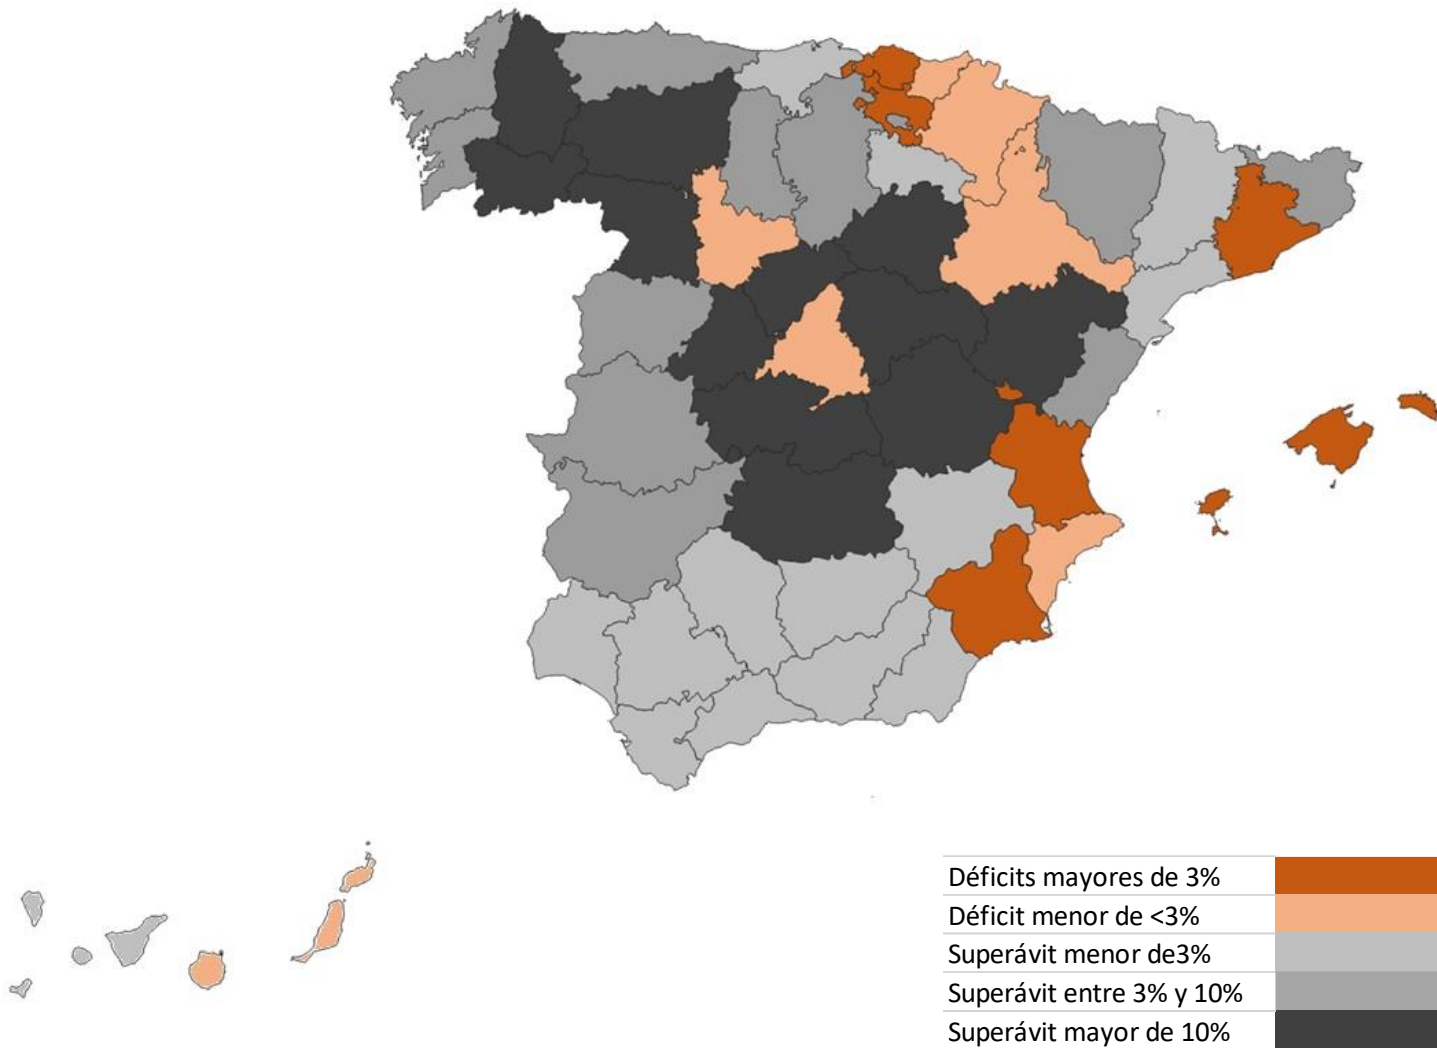 Déficits mayores de 3%
Déficit menor de <3%
Superávit menor de3%
Superávit entre 3% y 10%
Superávit mayor de 10%